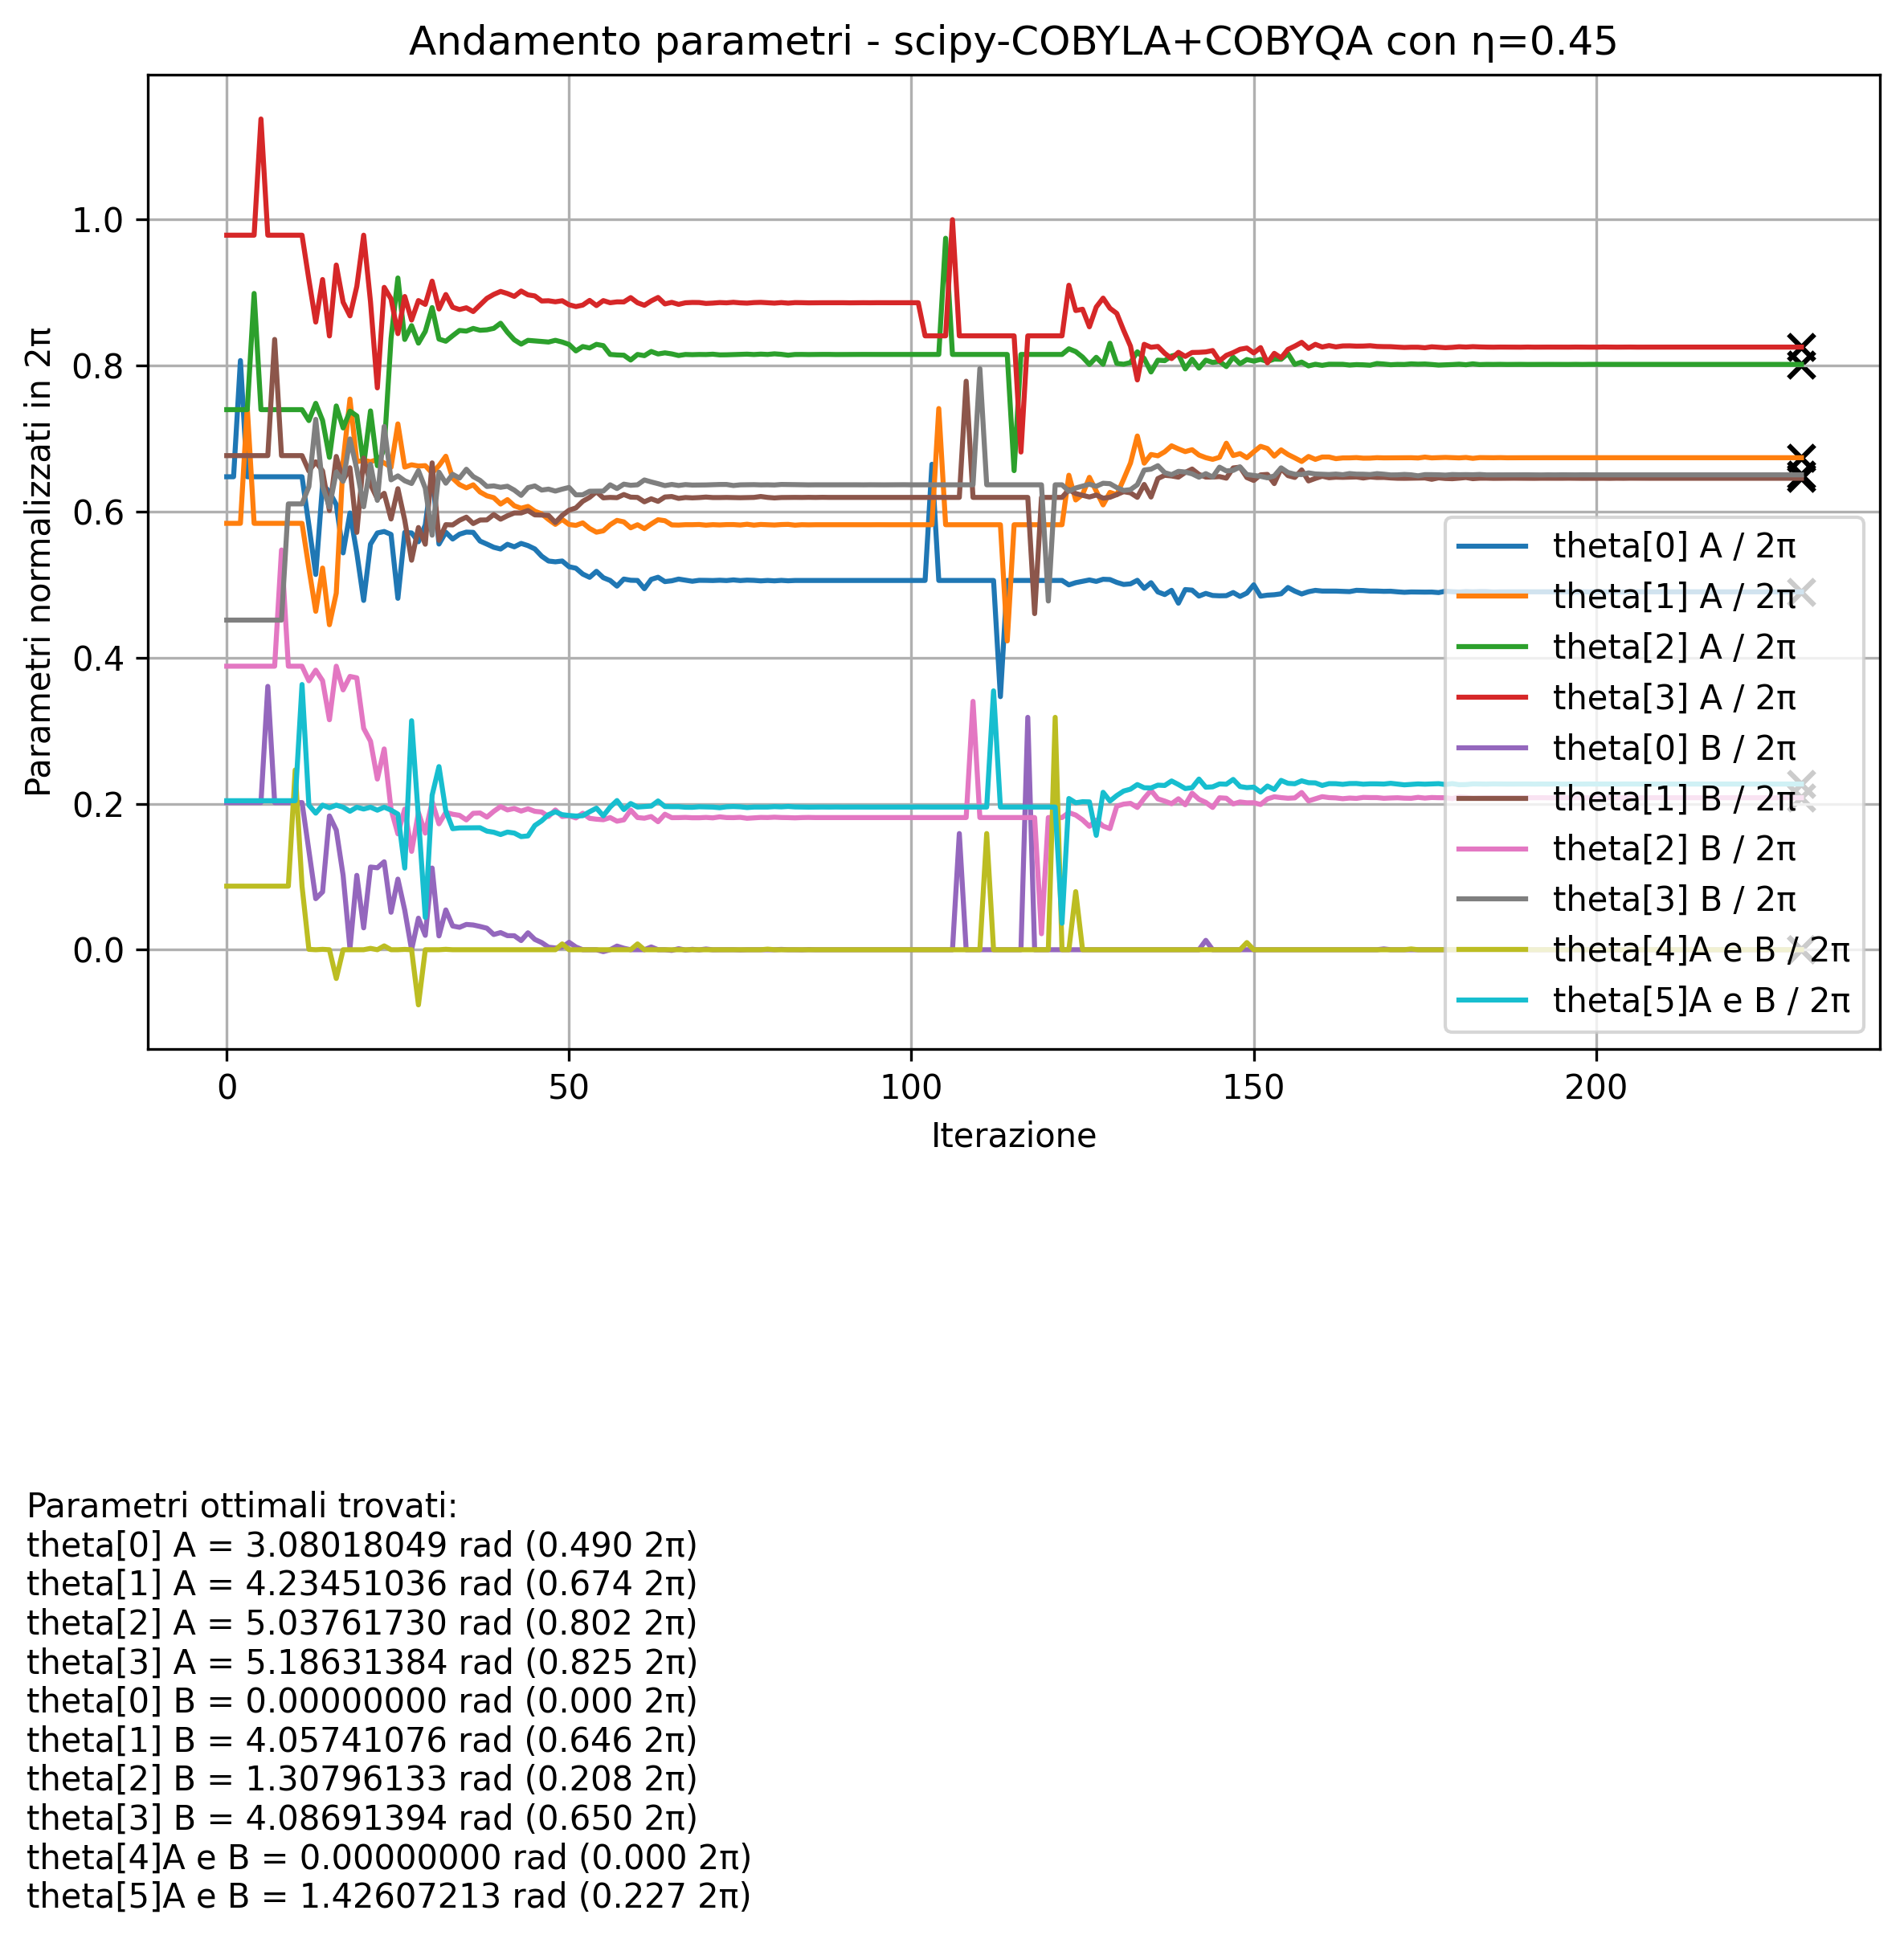 Andamento parametri - scipy-COBYLA+COBYQA con η=0.45
Parametri normalizzati in 2π
1.0
0.8
0.6
0.4
0.2
0.0
theta[0] A / 2π
theta[1] A / 2π
theta[2] A / 2π
theta[3] A / 2π
theta[0] B / 2π
theta[1] B / 2π
theta[2] B / 2π
theta[3] B / 2π
theta[4]A e B / 2π
theta[5]A e B / 2π
0 50 100 150 200
Iterazione
Parametri ottimali trovati:
theta[0] A = 3.08018049 rad (0.490 2π)
theta[1] A = 4.23451036 rad (0.674 2π)
theta[2] A = 5.03761730 rad (0.802 2π)
theta[3] A = 5.18631384 rad (0.825 2π)
theta[0] B = 0.00000000 rad (0.000 2π)
theta[1] B = 4.05741076 rad (0.646 2π)
theta[2] B = 1.30796133 rad (0.208 2π)
theta[3] B = 4.08691394 rad (0.650 2π)
theta[4]A e B = 0.00000000 rad (0.000 2π)
theta[5]A e B = 1.42607213 rad (0.227 2π)